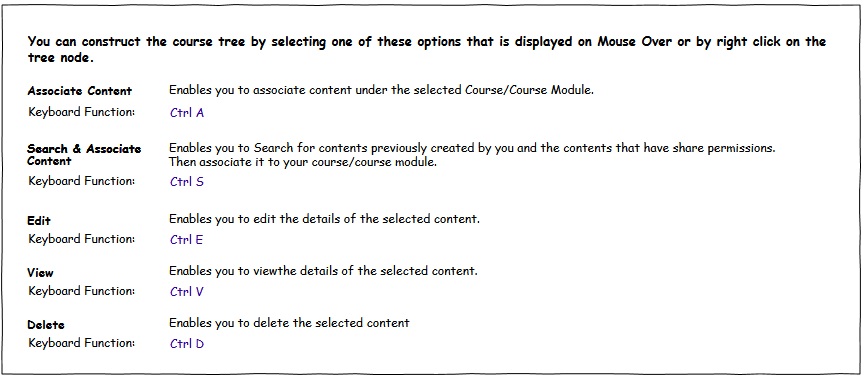 You can construct the course tree by selecting one of these options that is displayed on Mouse Over or by right click on the
tree node.
Associate Content Enables you to associate content under the selected Course/Course Module.
Keyboard Function: Ctrl A
Search & Associate Enables you to Search for contents previously created by you and the contents that have share permissions.
Content Then associate it to your course/course module.
Keyboard Function: Ctrl S
Edit Enables you to edit the details of the selected content.
Keyboard Function: Ctrl E
View Enables you to viewthe details of the selected content.
Keyboard Function: Ctrl V
Delete Enables you to delete the selected content
Keyboard Function: Ctrl D